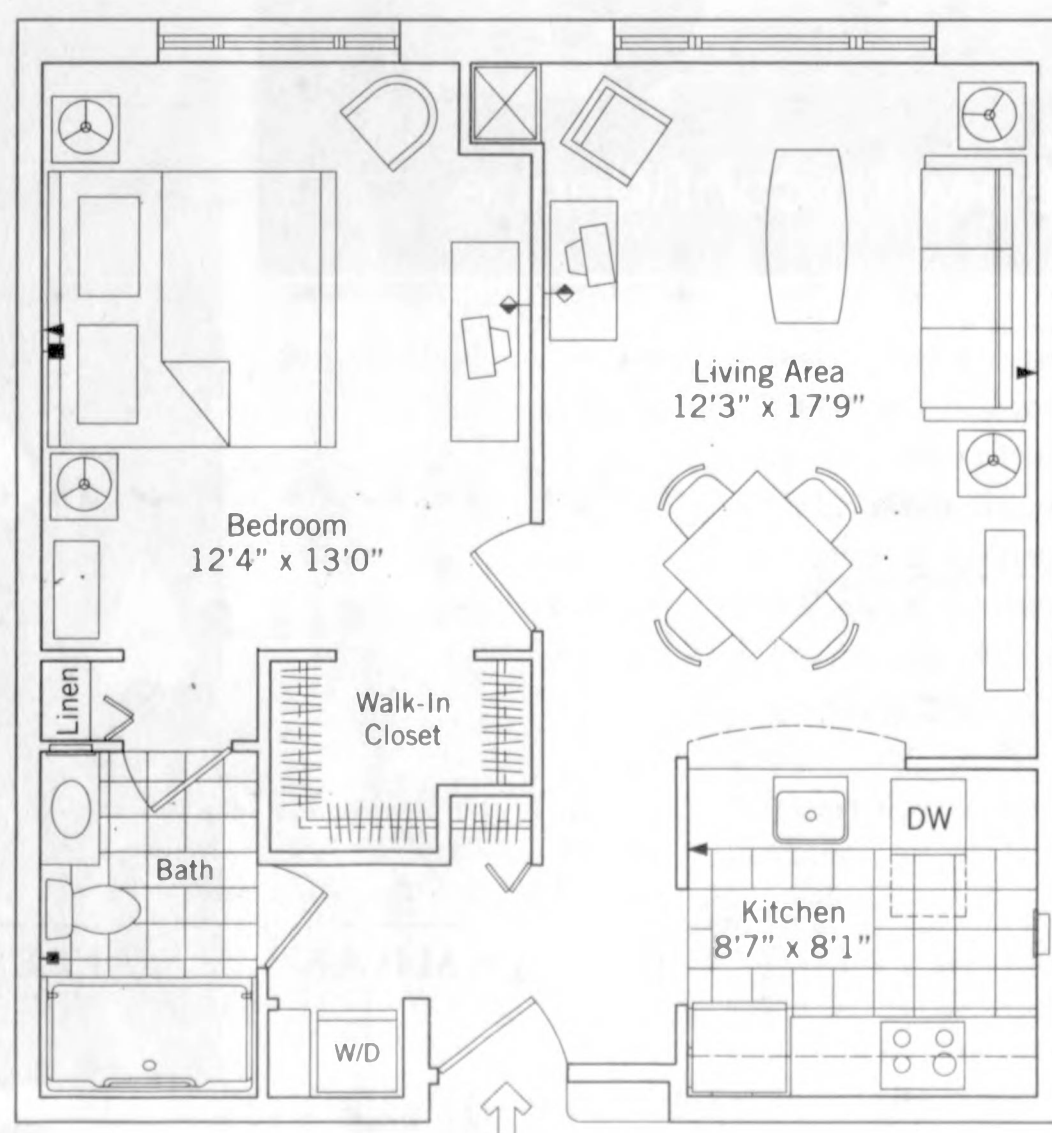 Living Area
12'3" x 17'9"
Bedroom
12'4" x 13'0"
Linen
Walk-In
Closet
DW
Bath
Kitchen
8'7" x 8'1"
W/D